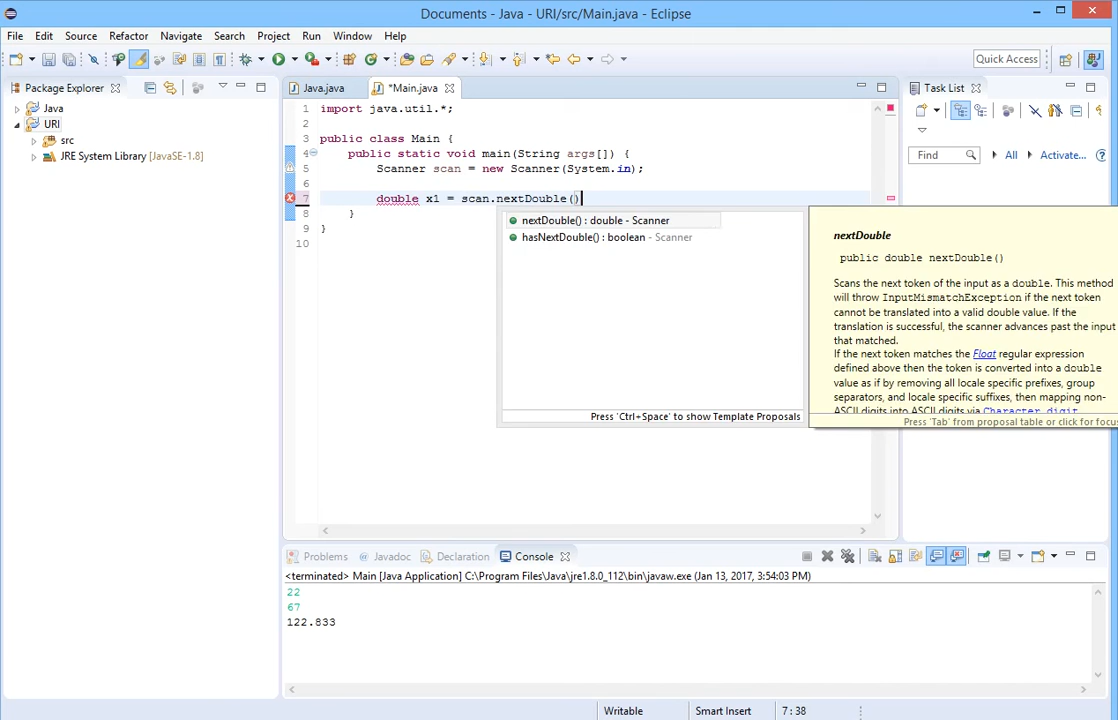 Documents - Java - URI/src/Main.java - Eclipse
File Edit Source Refactor Navigate Search Project Run Window Help
Quick Access
Package Explorer
Java.java
*Main.java
Task List
Java
URI
src
JRE System Library [JavaSE-1.8]
1 import java.util.*;
2
3 public class Main {
4 public static void main(String args[]) {
5 Scanner scan = new Scanner(System.in);
6
7 double x1 = scan.nextDouble()
8 }
9 }
10
nextDouble() : double - Scanner
hasNextDouble() : boolean - Scanner
Press 'Ctrl+Space' to show Template Proposals
Find
All
Activate...
nextDouble
public double nextDouble()
Scans the next token of the input as a double. This method
will throw InputMismatchException if the next token
cannot be translated into a valid double value. If the
translation is successful, the scanner advances past the input
that matched.
If the next token matches the Float regular expression
defined above then the token is converted into a double
value as if by removing all locale specific prefixes, group
separators, and locale specific suffixes, then mapping non-
ASCII digits into ASCII digits via Character.digit
Press 'Tab' from proposal table or click for focus
Problems @ Javadoc Declaration Console
<terminated> Main [Java Application] C:\Program Files\Java\jre1.8.0_112\bin\javaw.exe (Jan 13, 2017, 3:54:03 PM)
22
67
122.833
Writable
Smart Insert
7 : 38